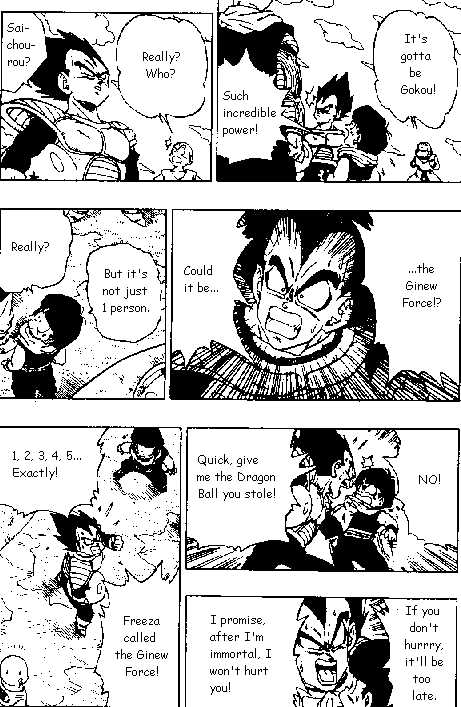 Sai-
chou-
rou?
Really?
Who?
Such
incredible
power!
It's
gotta
be
Gokou!
Really?
But it's
not just
1 person.
Could
it be...
...the
Ginew
Force!?
1, 2, 3, 4, 5...
Exactly!
Freeza
called
the Ginew
Force!
Quick, give
me the Dragon
Ball you stole!
NO!
I promise,
after I'm
immortal, I
won't hurt
you!
If you
don't
hurrry,
it'll be
too
late.